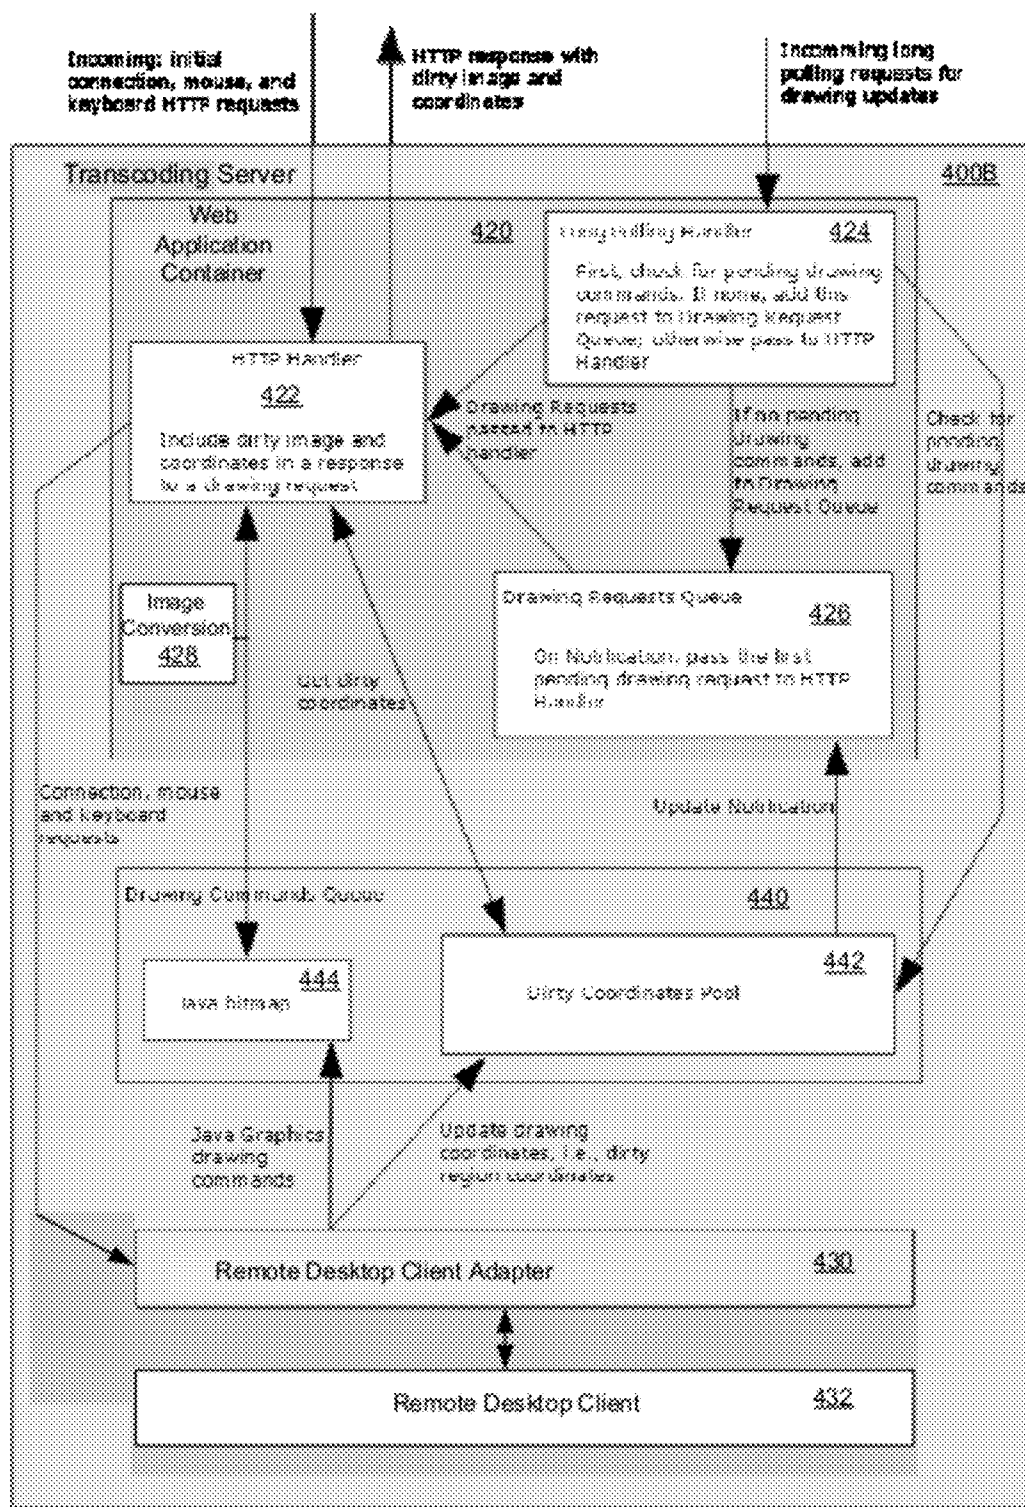 Incoming: initial
connection, mouse, and
keyboard HTTP requests
HTTP response with
dirty image and
coordinates
Incomming long
polling requests for
drawing updates
Transcoding Server
400B
Web
Application
Container
420
Long Polling Handler
424
First, check for pending drawing
commands. If none, add this
request to Drawing Request
Queue; otherwise pass to HTTP
Handler
HTTP Handler
422
Include dirty image and
coordinates in a response
to a drawing request
Drawing Requests
passed to HTTP
handler
If no pending
drawing
commands, add
to Drawing
Request Queue
Check for
pending
drawing
commands
Image
Conversion
428
Drawing Requests Queue
426
On Notification, pass the first
pending drawing request to HTTP
Handler
Get Dirty
coordinates
Connection, mouse
and Keyboard
requests
Update Notification
Drawing Commands Queue
440
444
Java bitmap
442
Dirty Coordinates Pool
Java Graphics
drawing
commands
Update drawing
coordinates, i.e., dirty
region coordinates
Remote Desktop Client Adapter
430
Remote Desktop Client
432